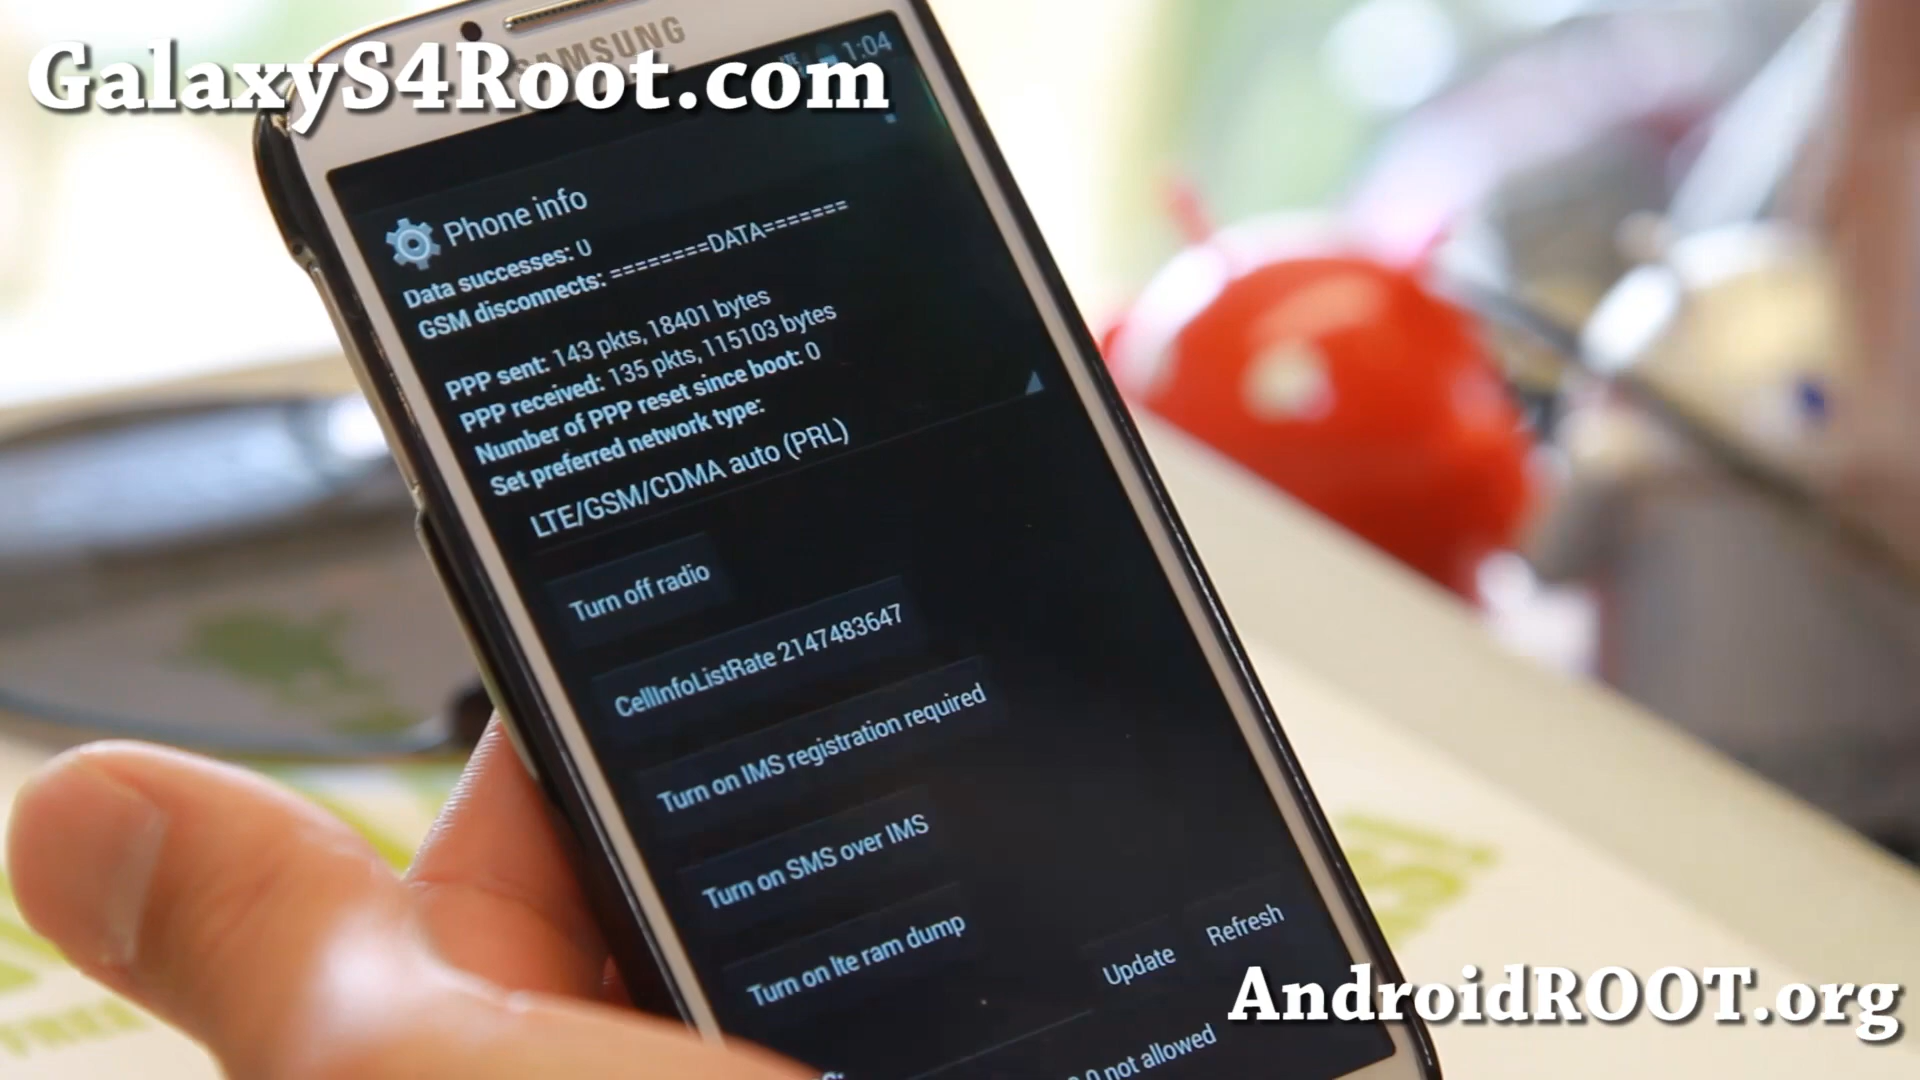 SAMSUNG
GalaxyS4Root.com
1:04
Phone info
Data successes: 0
GSM disconnects: ========DATA=======
PPP sent: 143 pkts, 18401 bytes
PPP received: 135 pkts, 115103 bytes
Number of PPP reset since boot: 0
Set preferred network type:
LTE/GSM/CDMA auto (PRL)
Turn off radio
CellInfoListRate 2147483647
Turn on IMS registration required
Turn on SMS over IMS
Turn on lte ram dump
Update
Refresh
not allowed
AndroidROOT.org